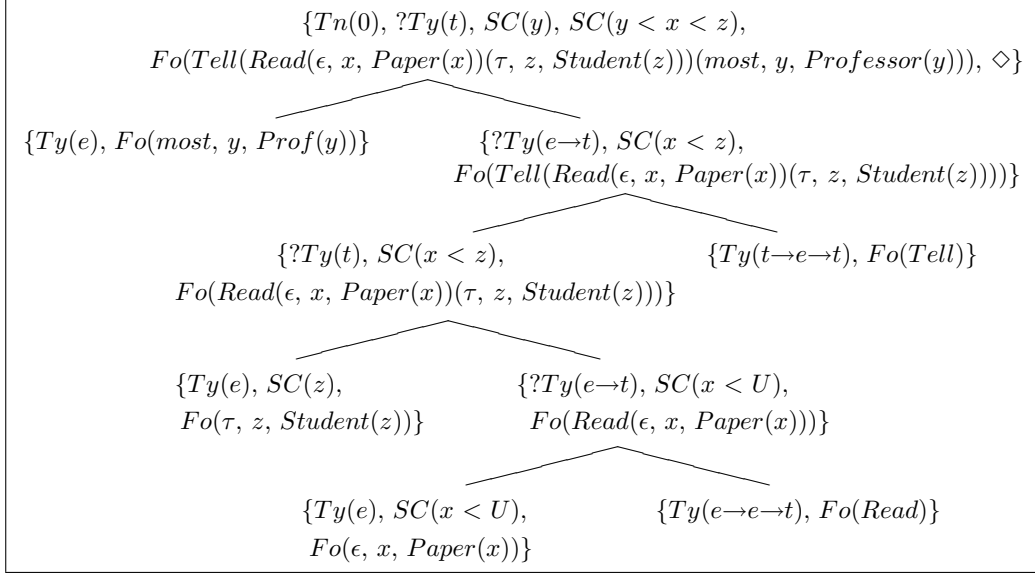 {Tn(0), ?Ty(t), SC(y), SC(y < x < z),
Fo(Tell(Read(ϵ, x, Paper(x))(τ, z, Student(z)))(most, y, Professor(y))), ◇}
{Ty(e), Fo(most, y, Prof(y))} {?Ty(e→t), SC(x < z),
Fo(Tell(Read(ϵ, x, Paper(x))(τ, z, Student(z))))}
{?Ty(t), SC(x < z), {Ty(t→e→t), Fo(Tell)}
Fo(Read(ϵ, x, Paper(x))(τ, z, Student(z)))}
{Ty(e), SC(z), {?Ty(e→t), SC(x < U),
Fo(τ, z, Student(z))} Fo(Read(ϵ, x, Paper(x)))}
{Ty(e), SC(x < U), {Ty(e→e→t), Fo(Read)}
Fo(ϵ, x, Paper(x))}